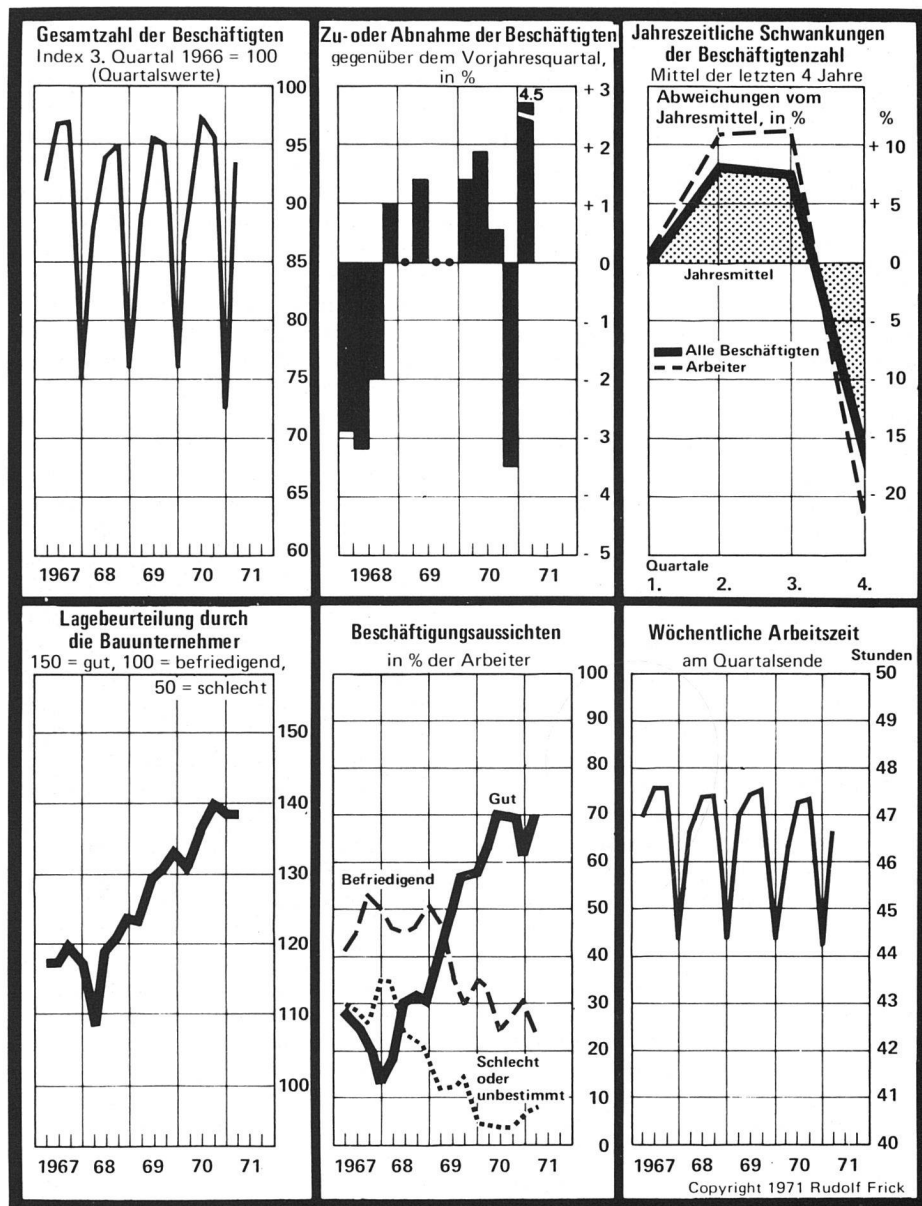 Gesamtzahl der Beschäftigten
Index 3. Quartal 1966 = 100
(Quartalswerte)
100
95
90
85
80
75
70
65
60
1967 68 69 70 71
Zu- oder Abnahme der Beschäftigten
gegenüber dem Vorjahresquartal,
in %
4.5
+ 3
+ 2
+ 1
0
- 1
- 2
- 3
- 4
- 5
1968 69 70 71
Jahreszeitliche Schwankungen
der Beschäftigtenzahl
Mittel der letzten 4 Jahre
Abweichungen vom
Jahresmittel, in %
%
+ 10
+ 5
0
- 5
- 10
- 15
- 20
Jahresmittel
Alle Beschäftigten
Arbeiter
Quartale
1. 2. 3. 4.
Lagebeurteilung durch
die Bauunternehmer
150 = gut, 100 = befriedigend,
50 = schlecht
150
140
130
120
110
100
1967 68 69 70 71
Beschäftigungsaussichten
in % der Arbeiter
100
90
80
70
60
50
40
30
20
10
0
Gut
Befriedigend
Schlecht
oder
unbestimmt
1967 68 69 70 71
Wöchentliche Arbeitszeit
am Quartalsende
Stunden
50
49
48
47
46
45
44
43
42
41
40
1967 68 69 70 71
Copyright 1971 Rudolf Frick